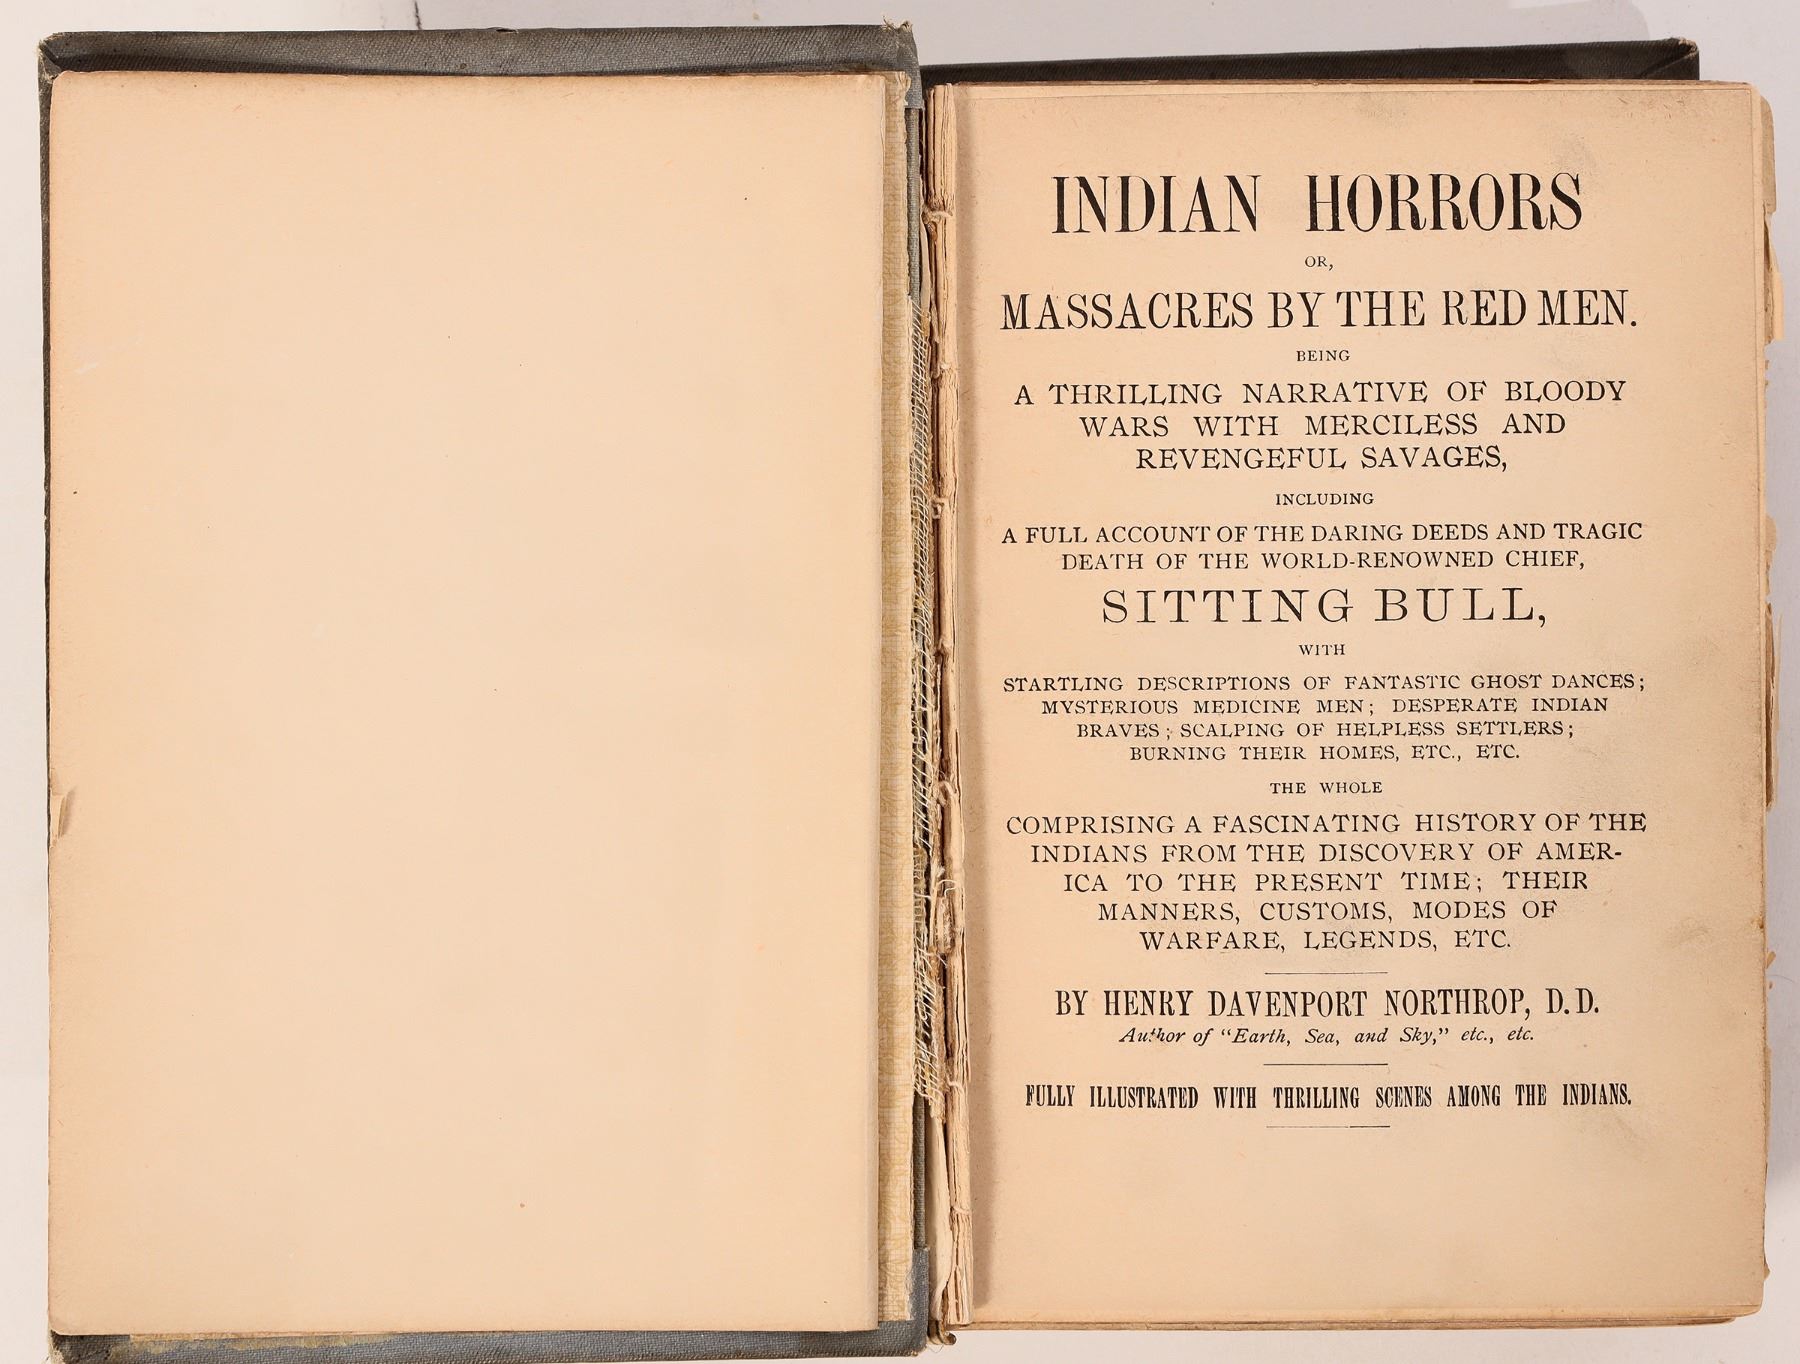 INDIAN HORRORS
OR,
MASSACRES BY THE RED MEN.
BEING
A THRILLING NARRATIVE OF BLOODY
WARS WITH MERCILESS AND
REVENGEFUL SAVAGES,
INCLUDING
A FULL ACCOUNT OF THE DARING DEEDS AND TRAGIC
DEATH OF THE WORLD-RENOWNED CHIEF,
SITTING BULL,
WITH
STARTLING DESCRIPTIONS OF FANTASTIC GHOST DANCES;
MYSTERIOUS MEDICINE MEN; DESPERATE INDIAN
BRAVES; SCALPING OF HELPLESS SETTLERS;
BURNING THEIR HOMES, ETC., ETC.
THE WHOLE
COMPRISING A FASCINATING HISTORY OF THE
INDIANS FROM THE DISCOVERY OF AMER-
ICA TO THE PRESENT TIME; THEIR
MANNERS, CUSTOMS, MODES OF
WARFARE, LEGENDS, ETC.
BY HENRY DAVENPORT NORTHROP, D.D.
Author of "Earth, Sea, and Sky," etc., etc.
FULLY ILLUSTRATED WITH THRILLING SCENES AMONG THE INDIANS.